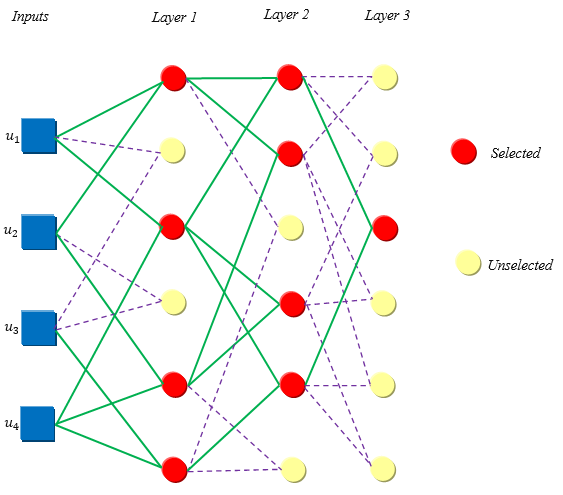 Inputs Layer 1 Layer 2 Layer 3
u1
Selected
u2
Unselected
u3
u4